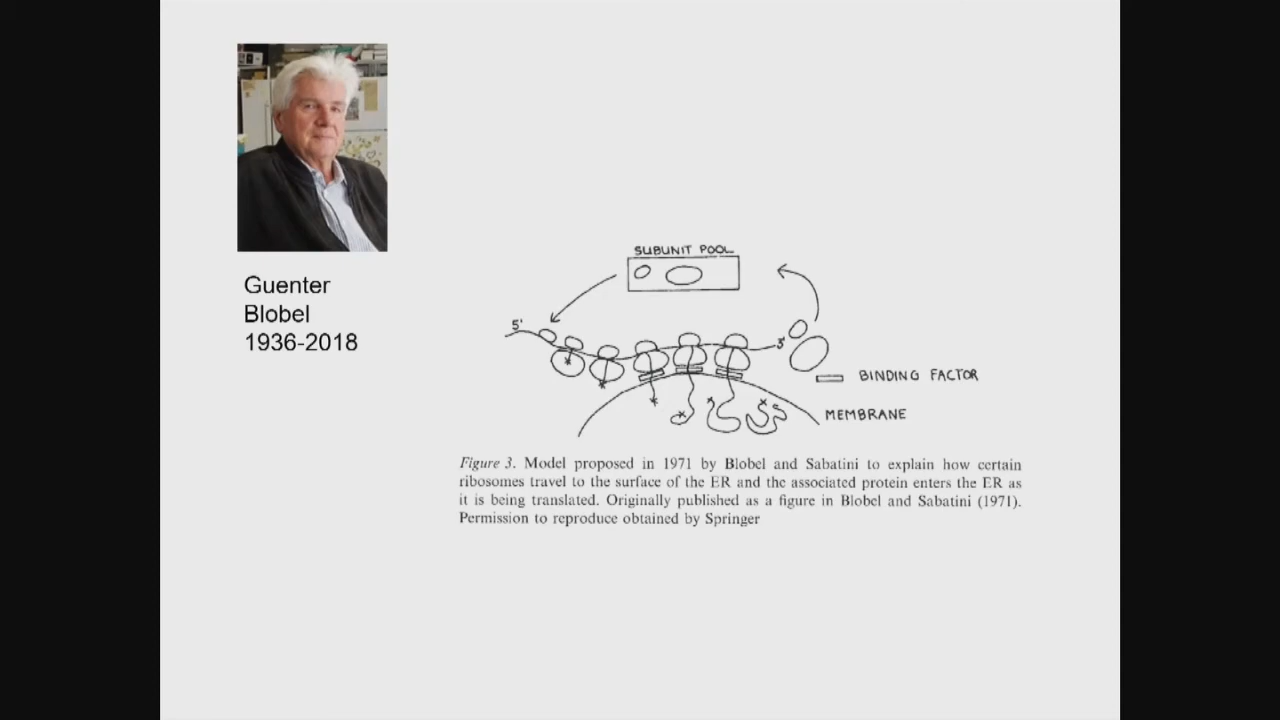 Guenter
Blobel
1936-2018
SUBUNIT POOL
5'
3'
BINDING FACTOR
MEMBRANE
Figure 3. Model proposed in 1971 by Blobel and Sabatini to explain how certain
ribosomes travel to the surface of the ER and the associated protein enters the ER as
it is being translated. Originally published as a figure in Blobel and Sabatini (1971).
Permission to reproduce obtained by Springer